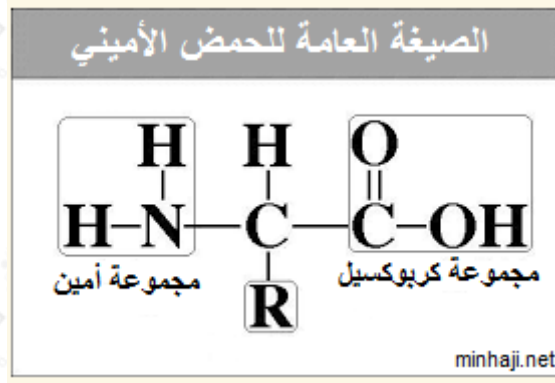 الصيغة العامة للحمض الأميني
H H O
H-N-C-C-OH
مجموعة أمين
مجموعة كربوكسيل
R
minhaji.net